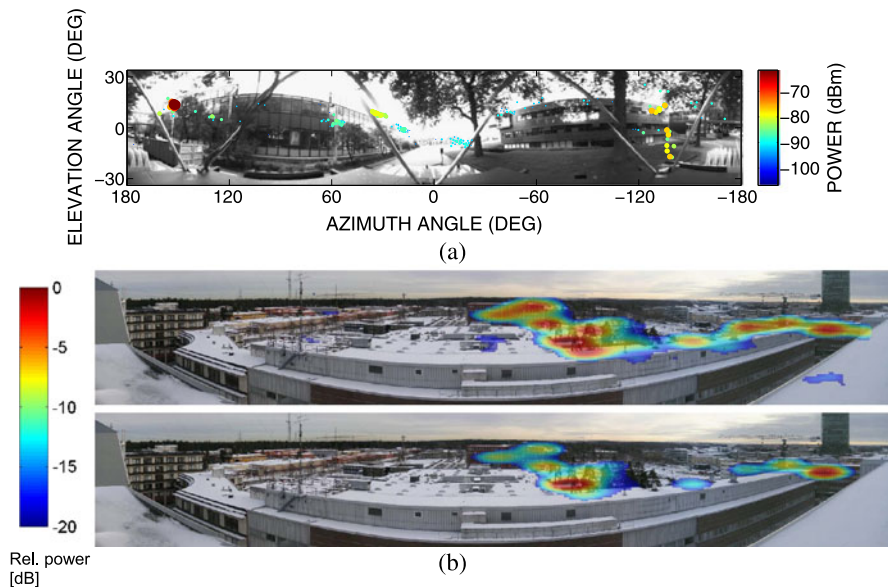 ELEVATION ANGLE (DEG)
30
0
−30
180
120
60
0
−60
−120
−180
AZIMUTH ANGLE (DEG)
−70
−80
−90
−100
POWER (dBm)
(a)
0
-5
-10
-15
-20
Rel. power
[dB]
(b)